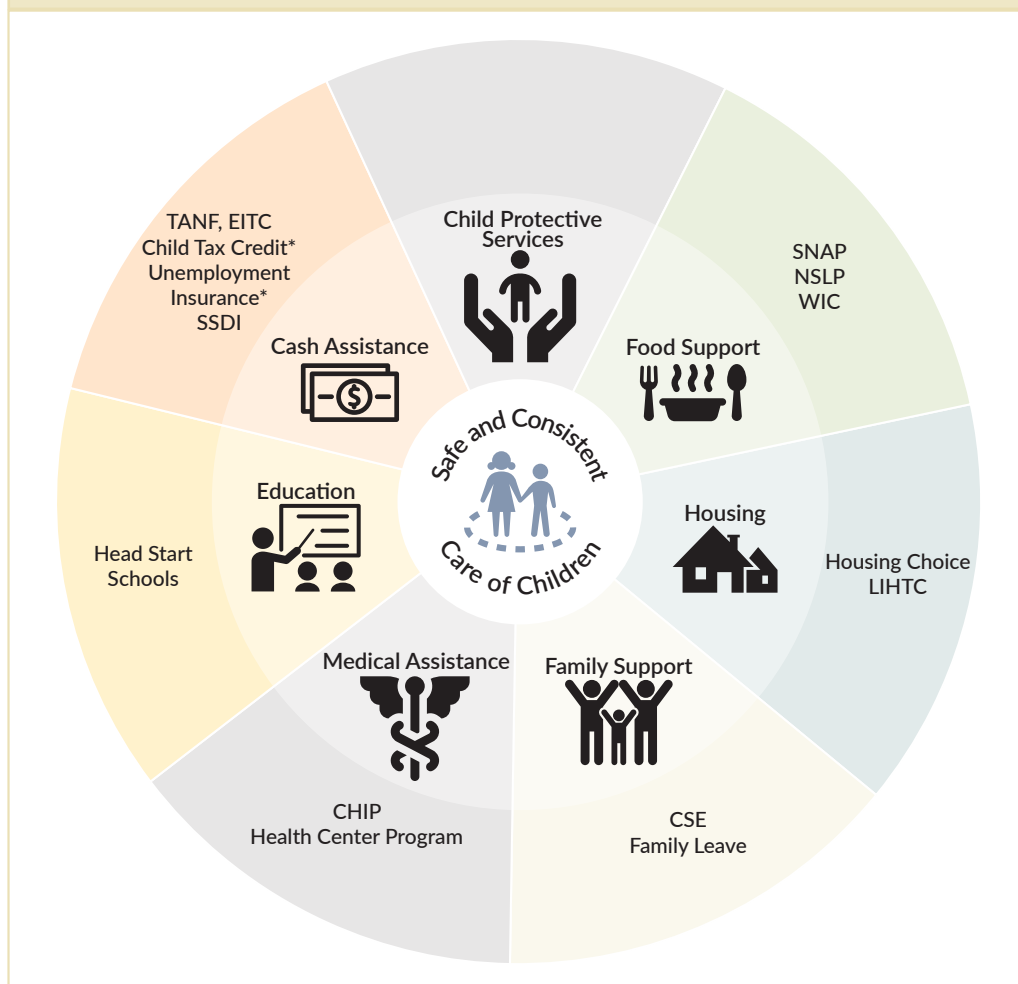 Child Protective
Services
SNAP
NSLP
WIC
Food Support
Housing
Housing Choice
LIHTC
Family Support
CSE
Family Leave
Medical Assistance
CHIP
Health Center Program
Education
Head Start
Schools
TANF, EITC
Child Tax Credit*
Unemployment
Insurance*
SSDI
Cash Assistance
$
Safe and Consistent
Care of Children